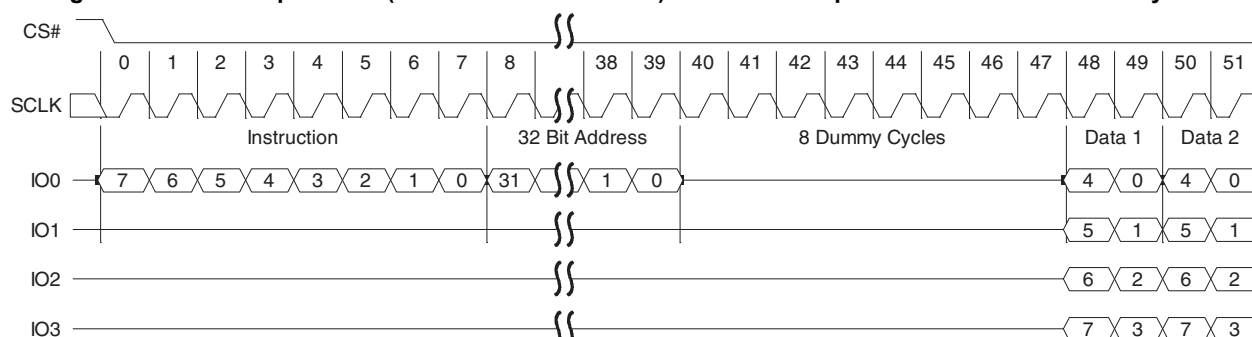 CS#
0 1 2 3 4 5 6 7 8 38 39 40 41 42 43 44 45 46 47 48 49 50 51
SCLK
Instruction 32 Bit Address 8 Dummy Cycles Data 1 Data 2
IO0 7 6 5 4 3 2 1 0 31 1 0 4 0 4 0
IO1 5 1 5 1
IO2 6 2 6 2
IO3 7 3 7 3